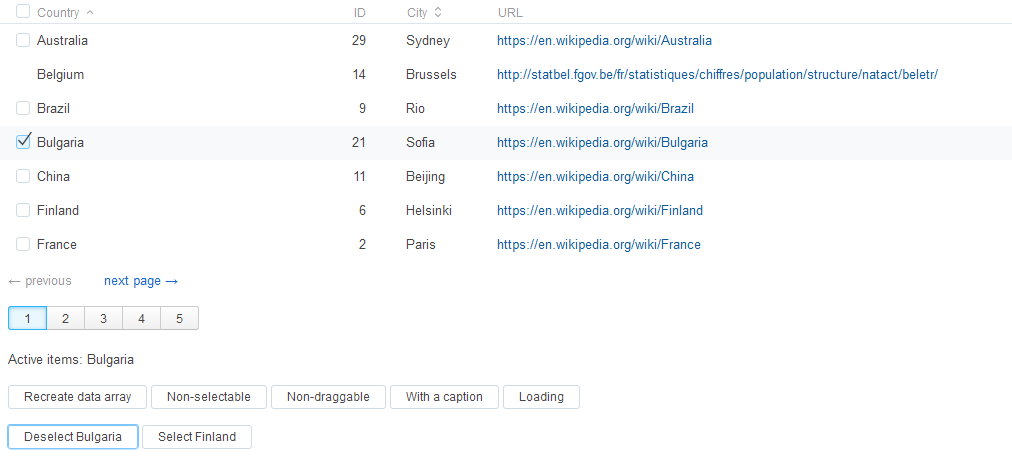 Country ID City URL
Australia 29 Sydney https://en.wikipedia.org/wiki/Australia
Belgium 14 Brussels http://statbel.fgov.be/fr/statistiques/chiffres/population/structure/natact/beletr/
Brazil 9 Rio https://en.wikipedia.org/wiki/Brazil
Bulgaria 21 Sofia https://en.wikipedia.org/wiki/Bulgaria
China 11 Beijing https://en.wikipedia.org/wiki/China
Finland 6 Helsinki https://en.wikipedia.org/wiki/Finland
France 2 Paris https://en.wikipedia.org/wiki/France
← previous next page →
1 2 3 4 5
Active items: Bulgaria
Recreate data array Non-selectable Non-draggable With a caption Loading
Deselect Bulgaria Select Finland